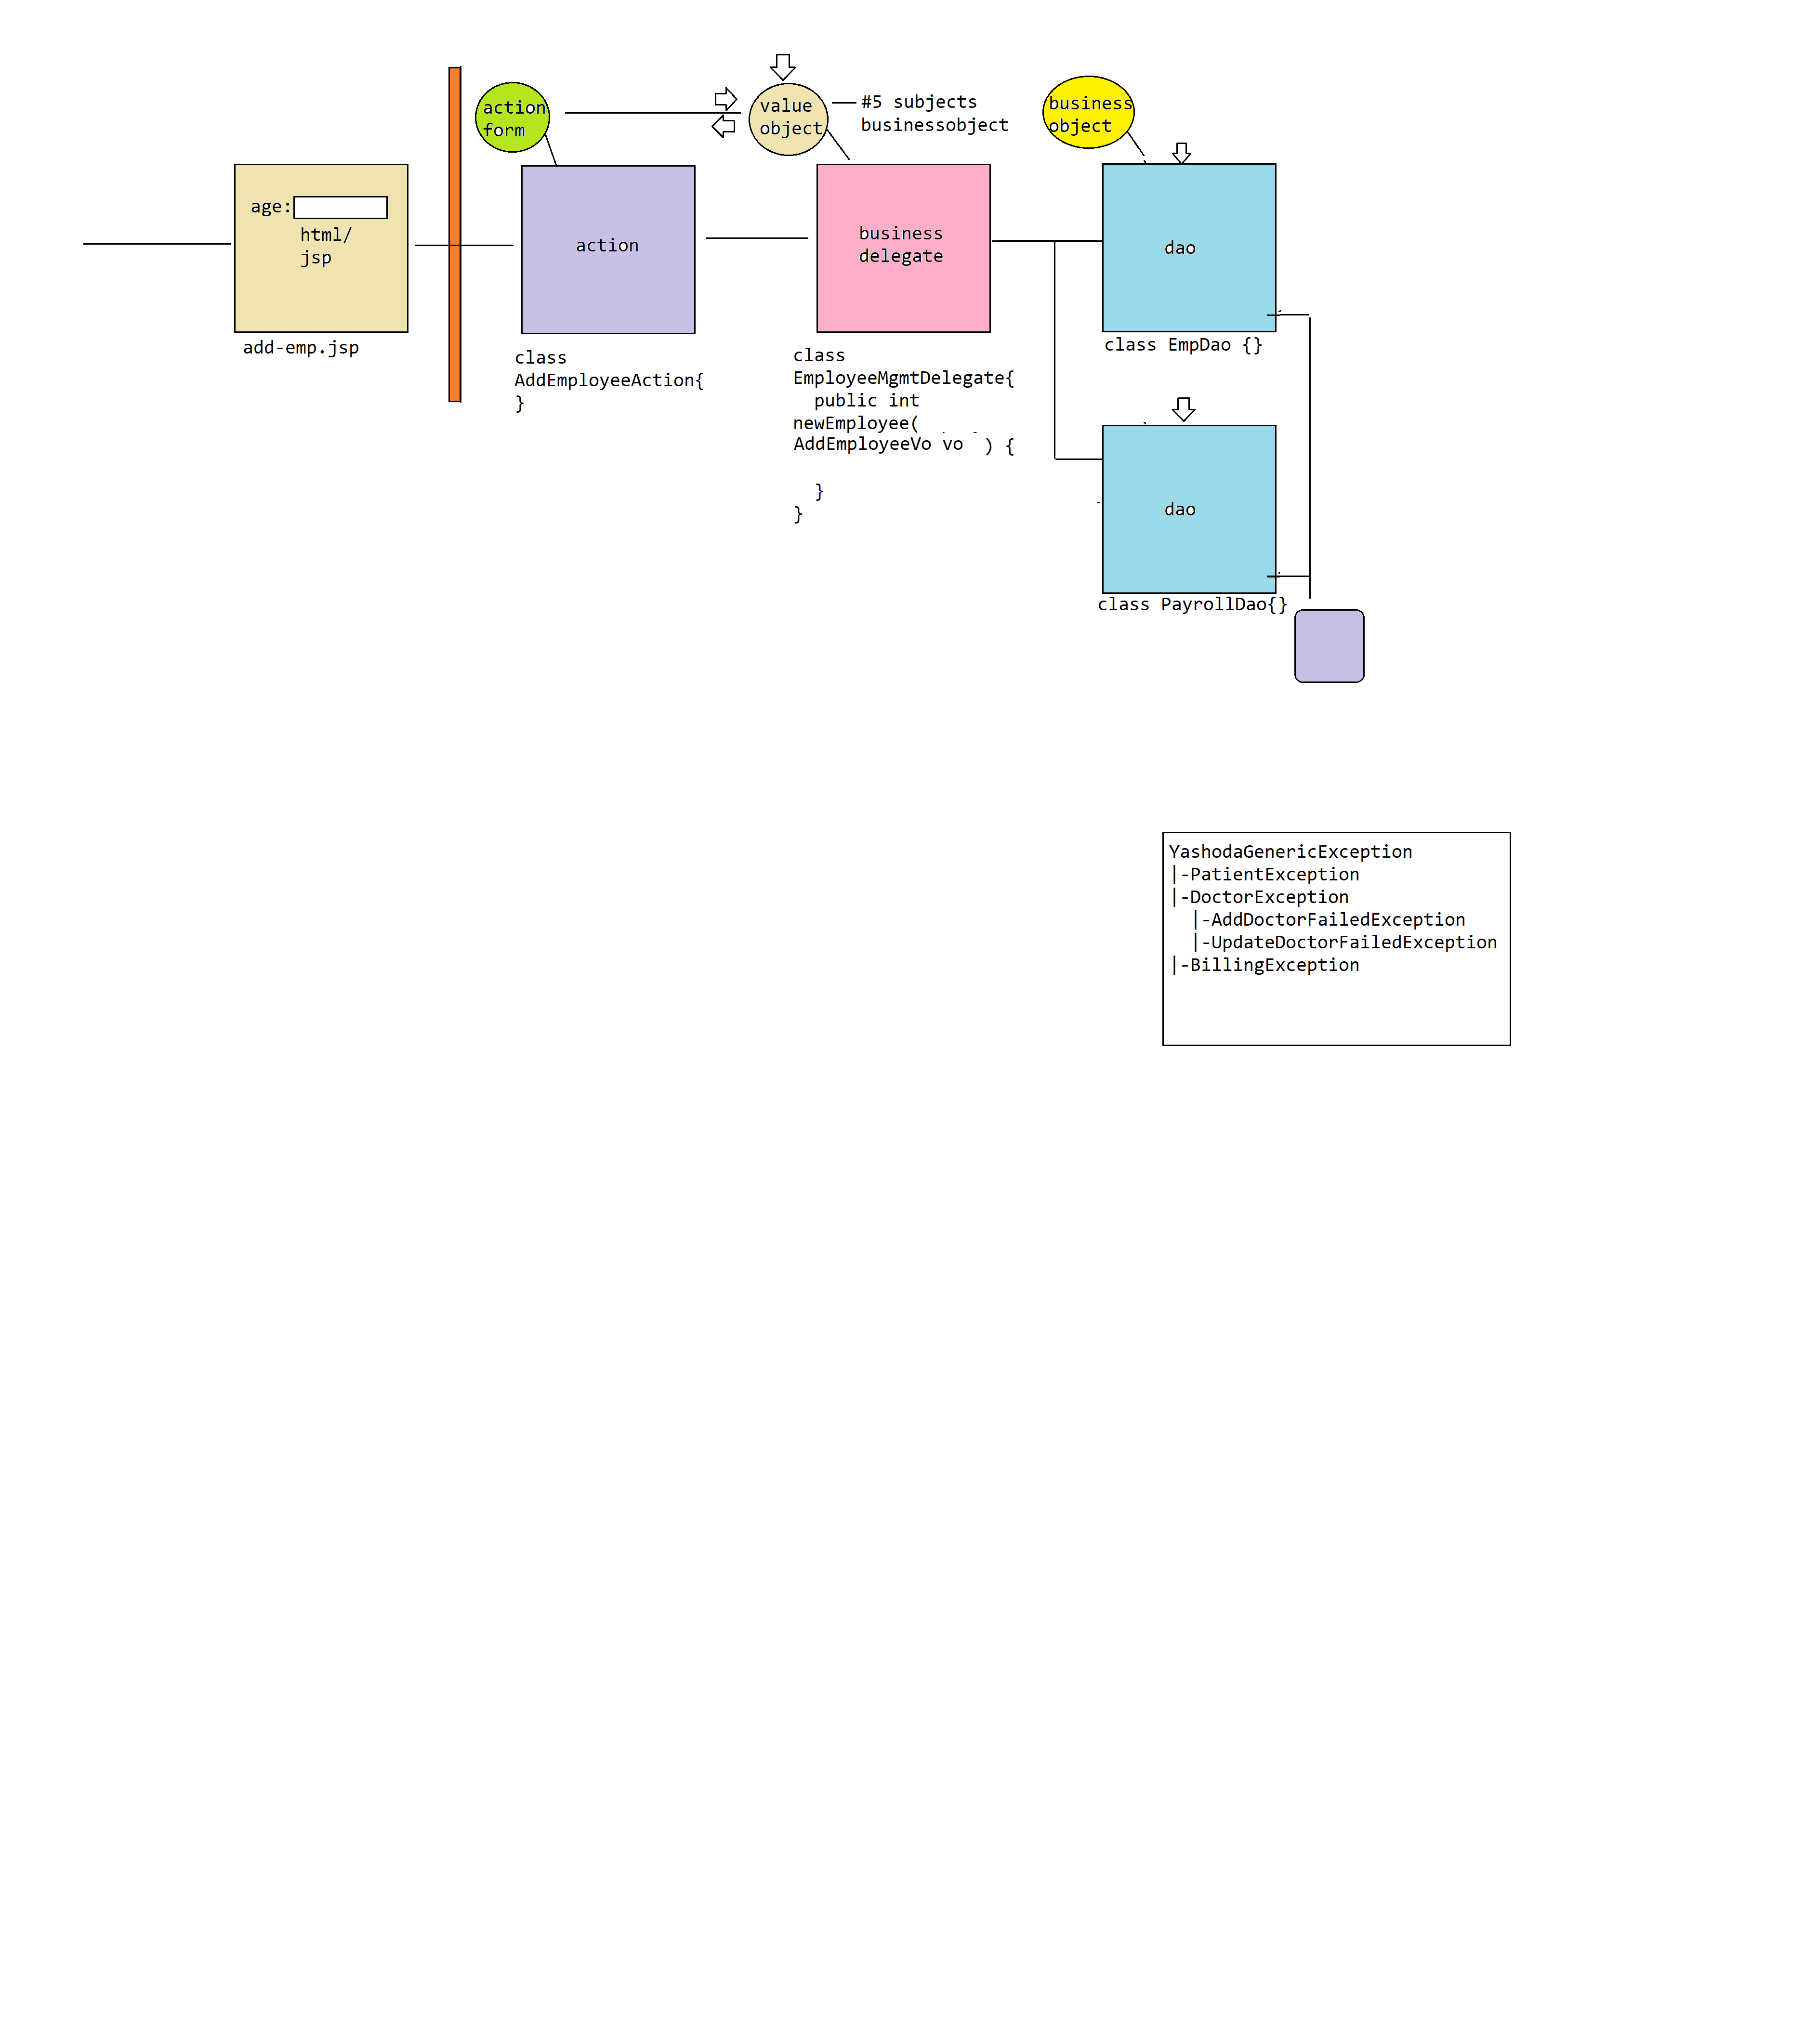 action
form
value
object
#5 subjects
businessobject
business
object
age:
html/
jsp
action
business
delegate
dao
add-emp.jsp
class
AddEmployeeAction{
}
class
EmployeeMgmtDelegate{
public int
newEmployee(
AddEmployeeVo vo ) {
}
}
class EmpDao {}
dao
class PayrollDao{}
YashodaGenericException
|-PatientException
|-DoctorException
|-AddDoctorFailedException
|-UpdateDoctorFailedException
|-BillingException